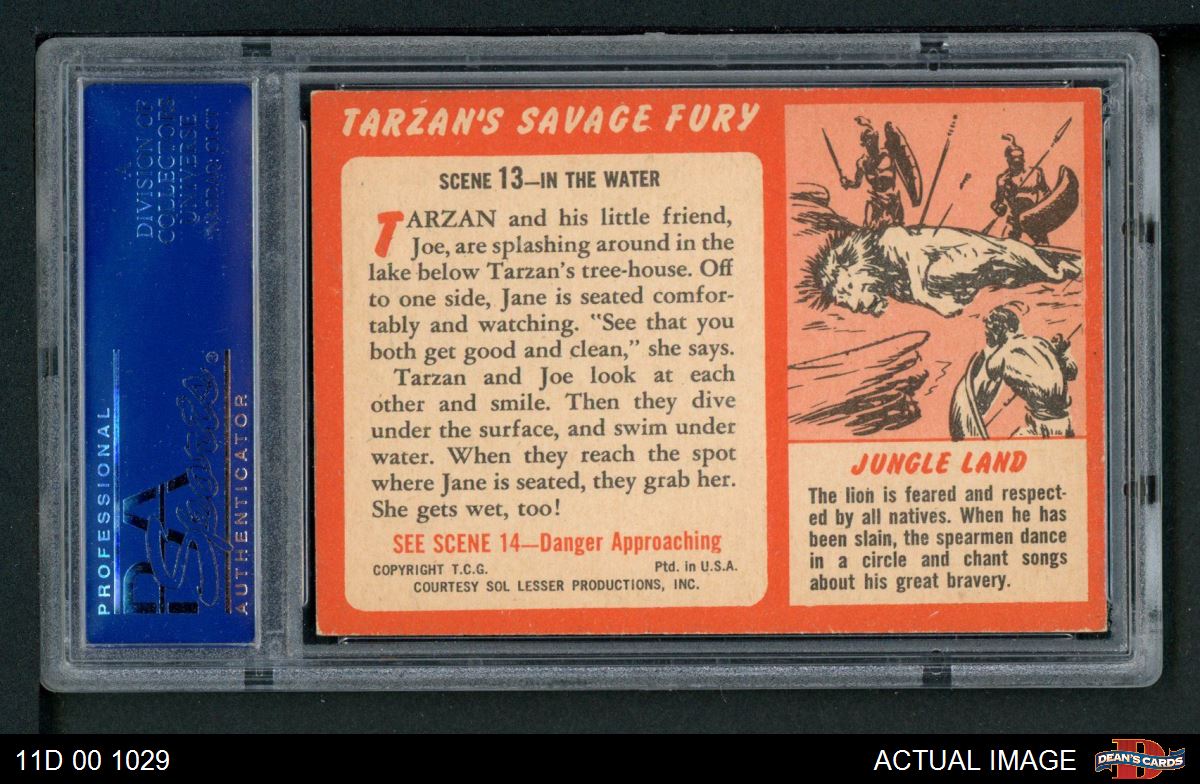 A
DIVISION OF
COLLECTORS
UNIVERSE
PROFESSIONAL
PSA
Sports®
AUTHENTICATOR
TARZAN'S SAVAGE FURY
SCENE 13—IN THE WATER
TARZAN and his little friend,
Joe, are splashing around in the
lake below Tarzan's tree-house. Off
to one side, Jane is seated comfor-
tably and watching. "See that you
both get good and clean," she says.
Tarzan and Joe look at each
other and smile. Then they dive
under the surface, and swim under
water. When they reach the spot
where Jane is seated, they grab her.
She gets wet, too!
SEE SCENE 14—Danger Approaching
COPYRIGHT T.C.G. Ptd. in U.S.A.
COURTESY SOL LESSER PRODUCTIONS, INC.
JUNGLE LAND
The lion is feared and respect-
ed by all natives. When he has
been slain, the spearmen dance
in a circle and chant songs
about his great bravery.
11D 00 1029
ACTUAL IMAGE
D
DEAN'S CARDS